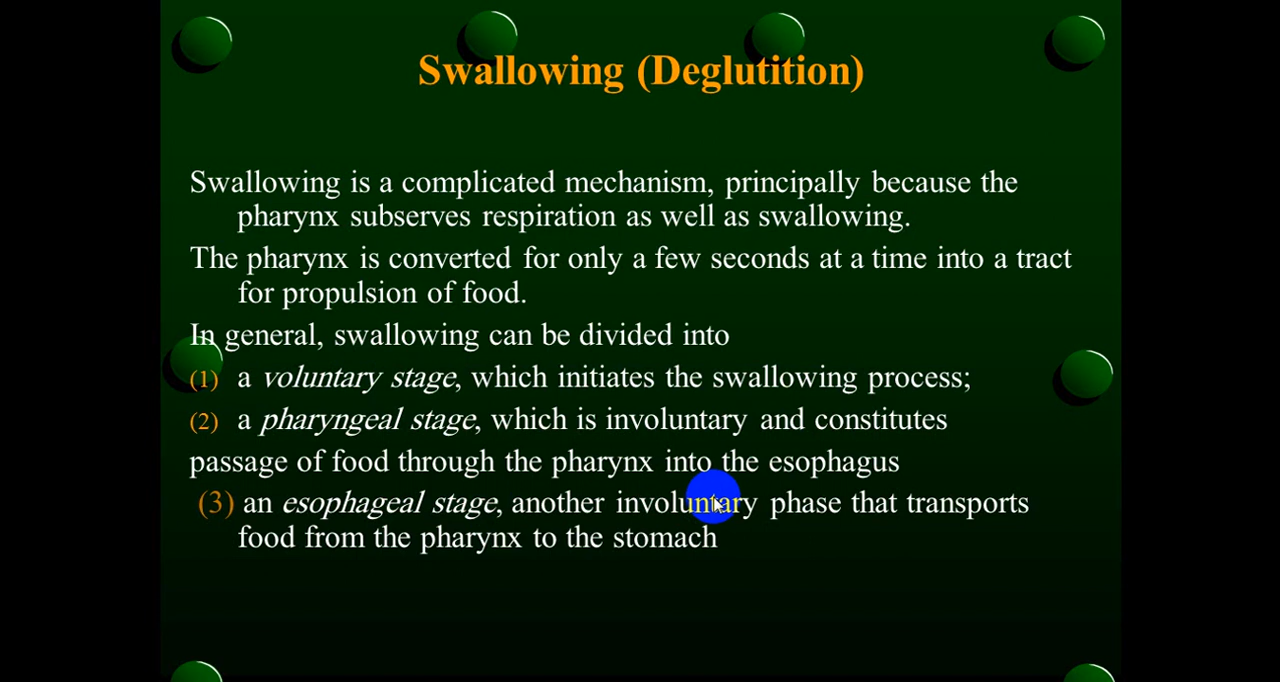 Swallowing (Deglutition)
Swallowing is a complicated mechanism, principally because the
pharynx subserves respiration as well as swallowing.
The pharynx is converted for only a few seconds at a time into a tract
for propulsion of food.
In general, swallowing can be divided into
(1) a voluntary stage, which initiates the swallowing process;
(2) a pharyngeal stage, which is involuntary and constitutes
passage of food through the pharynx into the esophagus
(3) an esophageal stage, another involuntary phase that transports
food from the pharynx to the stomach